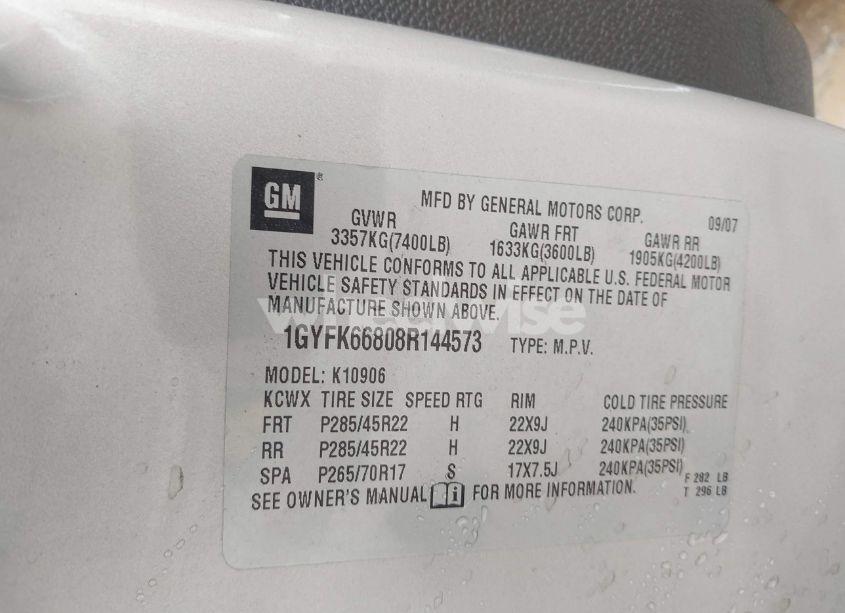 GM
MFD BY GENERAL MOTORS CORP. 09/07
GVWR GAWR FRT GAWR RR
3357KG(7400LB) 1633KG(3600LB) 1905KG(4200LB)
THIS VEHICLE CONFORMS TO ALL APPLICABLE U.S. FEDERAL MOTOR
VEHICLE SAFETY STANDARDS IN EFFECT ON THE DATE OF
MANUFACTURE SHOWN ABOVE.
1GYFK66808R144573 TYPE: M.P.V.
MODEL: K10906
KCWX TIRE SIZE SPEED RTG RIM COLD TIRE PRESSURE
FRT P285/45R22 H 22X9J 240KPA(35PSI)
RR P285/45R22 H 22X9J 240KPA(35PSI)
SPA P265/70R17 S 17X7.5J 240KPA(35PSI)
F 282 LB
T 296 LB
SEE OWNER'S MANUAL FOR MORE INFORMATION.